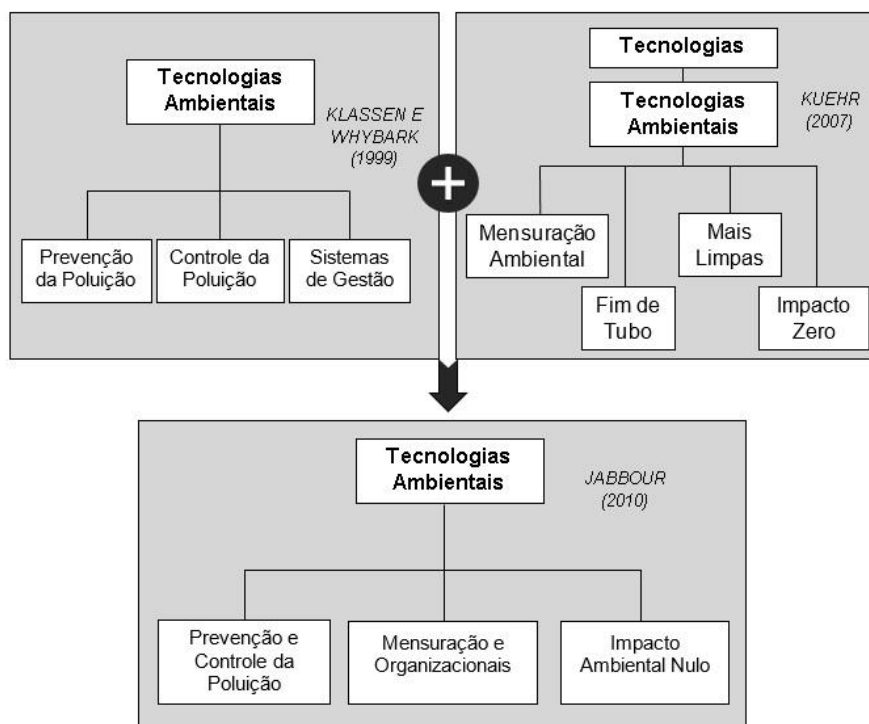 Tecnologias
Ambientais
KLASSEN E
WHYBARK
(1999)
Prevenção
da Poluição
Controle da
Poluição
Sistemas
de Gestão
+
Tecnologias
Tecnologias
Ambientais
KUEHR
(2007)
Mensuração
Ambiental
Fim de
Tubo
Mais
Limpas
Impacto
Zero
Tecnologias
Ambientais
JABBOUR
(2010)
Prevenção e
Controle da
Poluição
Mensuração e
Organizacionais
Impacto
Ambiental Nulo